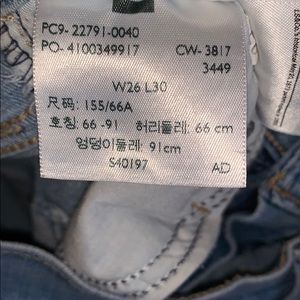 PC9- 22791-0040
PO- 4100349917 CW- 3817
3449
W26 L30
尺码: 155/66A
호칭: 66 -91 허리둘레: 66 cm
엉덩이둘레: 91cm
S40197 AD